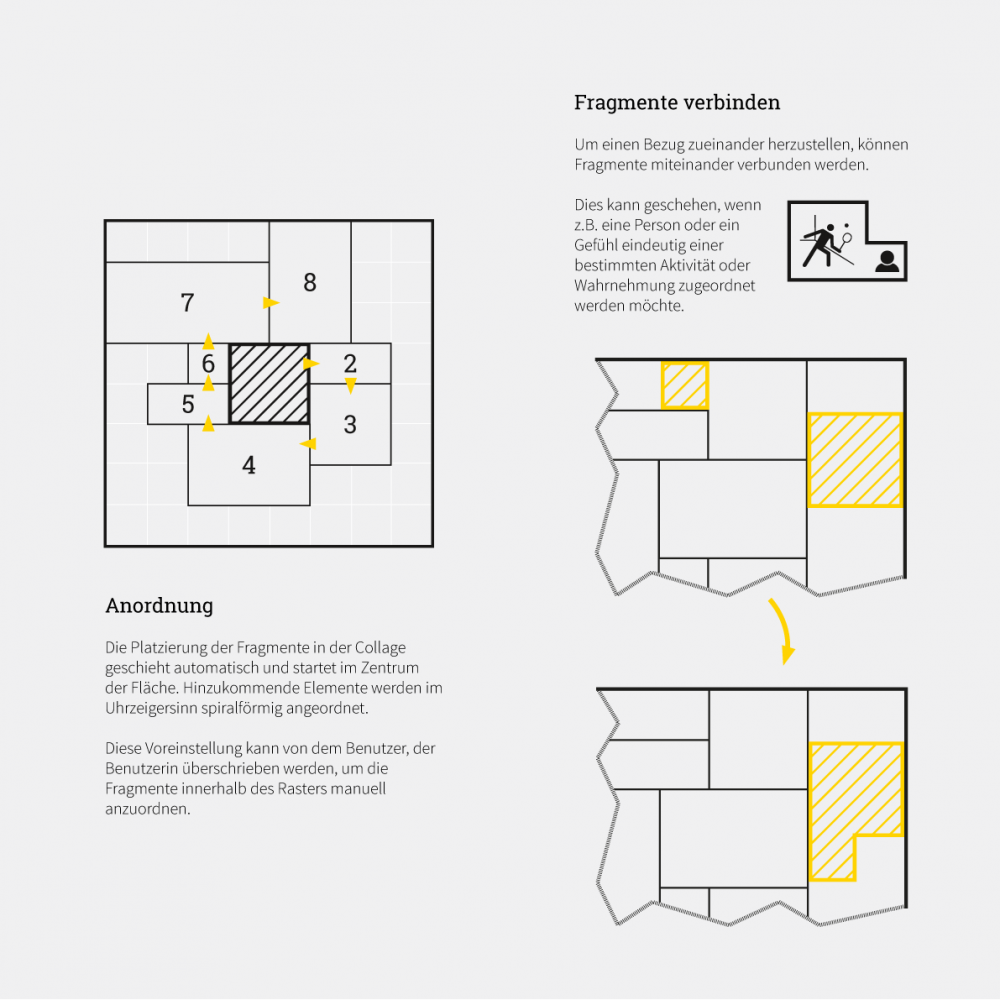 8
7
6
2
5
3
4
Anordnung
Die Platzierung der Fragmente in der Collage
geschieht automatisch und startet im Zentrum
der Fläche. Hinzukommende Elemente werden im
Uhrzeigersinn spiralförmig angeordnet.
Diese Voreinstellung kann von dem Benutzer, der
Benutzerin überschrieben werden, um die
Fragmente innerhalb des Rasters manuell
anzuordnen.
Fragmente verbinden
Um einen Bezug zueinander herzustellen, können
Fragmente miteinander verbunden werden.
Dies kann geschehen, wenn
z.B. eine Person oder ein
Gefühl eindeutig einer
bestimmten Aktivität oder
Wahrnehmung zugeordnet
werden möchte.